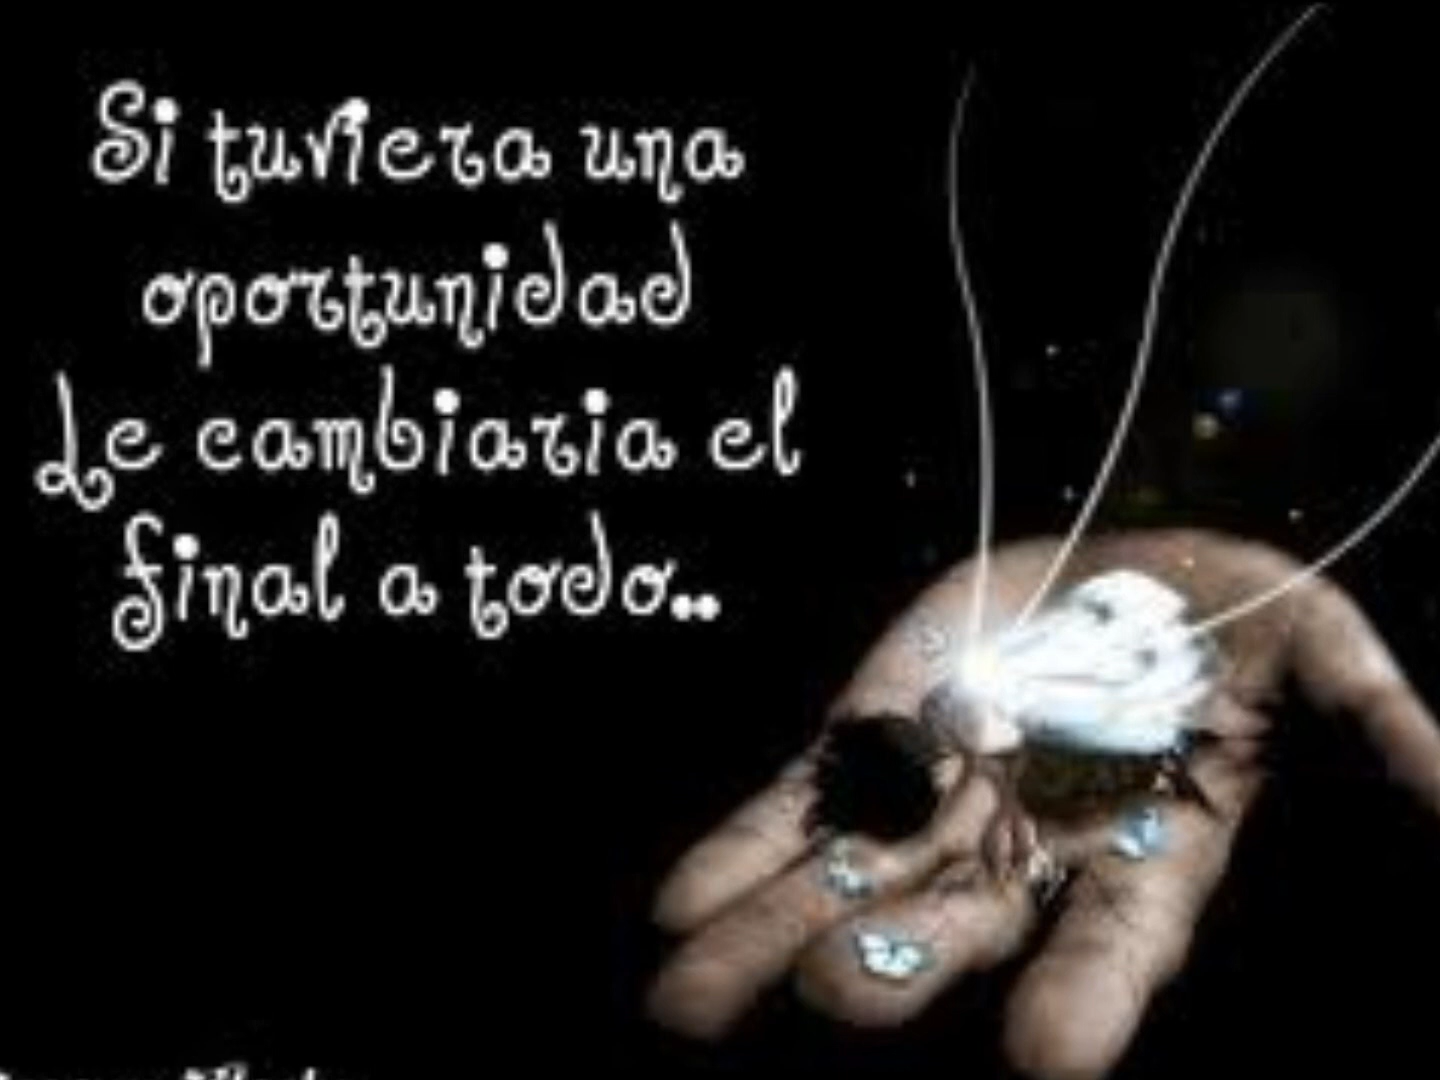 Si tuviera una
oportunidad
Le cambiaria el
final a todo..